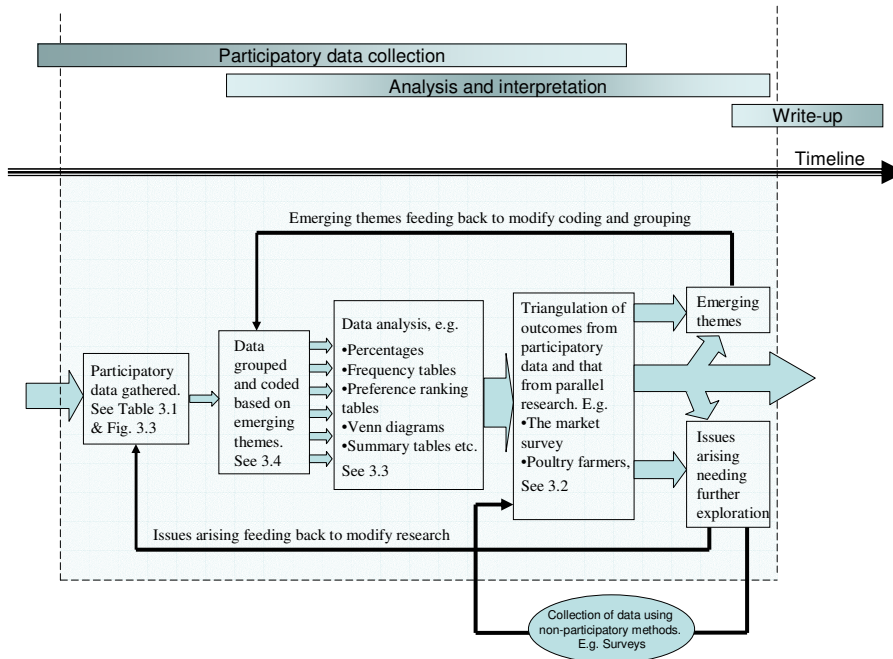 Participatory data collection
Analysis and interpretation
Write-up
Timeline
Emerging themes feeding back to modify coding and grouping
Participatory
data gathered.
See Table 3.1
& Fig. 3.3
Data
grouped
and coded
based on
emerging
themes.
See 3.4
Data analysis, e.g.
•Percentages
•Frequency tables
•Preference ranking
tables
•Venn diagrams
•Summary tables etc.
See 3.3
Triangulation of
outcomes from
participatory
data and that
from parallel
research. E.g.
•The market
survey
•Poultry farmers,
See 3.2
Emerging
themes
Issues
arising
needing
further
exploration
Issues arising feeding back to modify research
Collection of data using
non-participatory methods.
E.g. Surveys